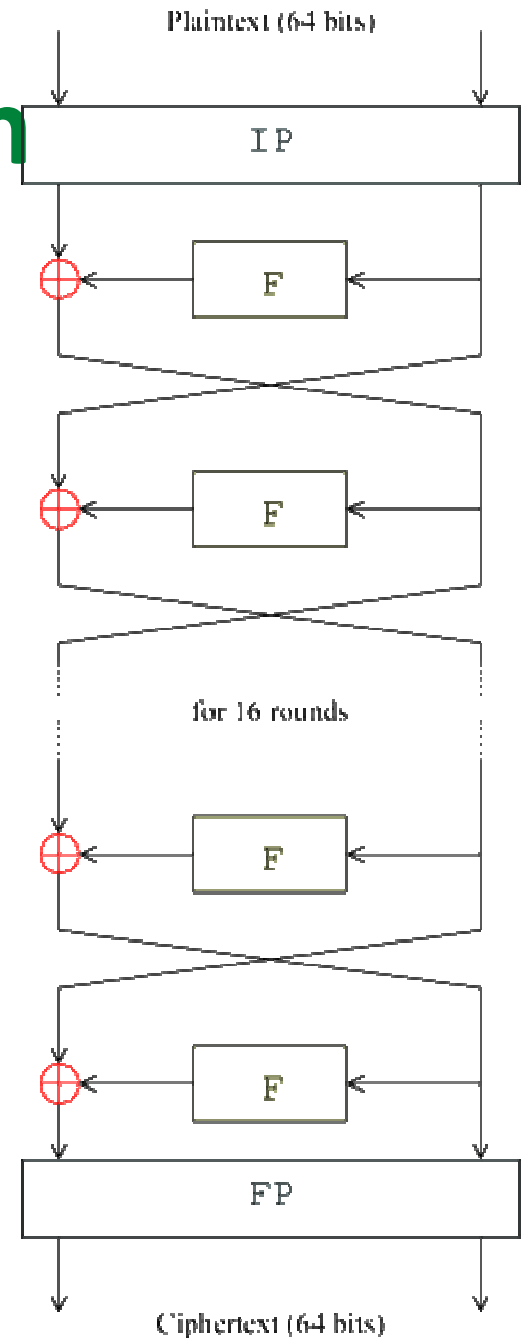 Plaintext (64 bits)
n
IP
F
F
for 16 rounds
F
F
FP
Ciphertext (64 bits)